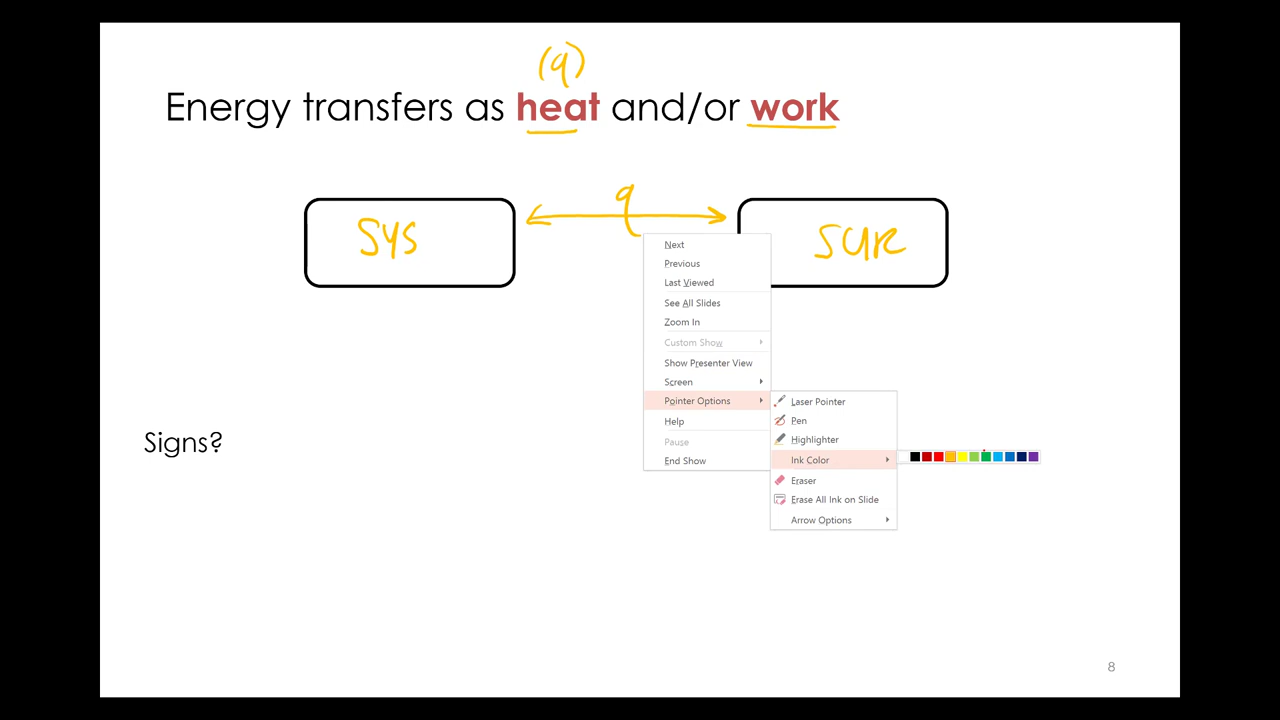 (q)
Energy transfers as heat and/or work
q
SYS
SUR
Next
Previous
Last Viewed
See All Slides
Zoom In
Custom Show
Show Presenter View
Screen
Pointer Options
Help
Pause
End Show
Laser Pointer
Pen
Highlighter
Ink Color
Eraser
Erase All Ink on Slide
Arrow Options
Signs?
8